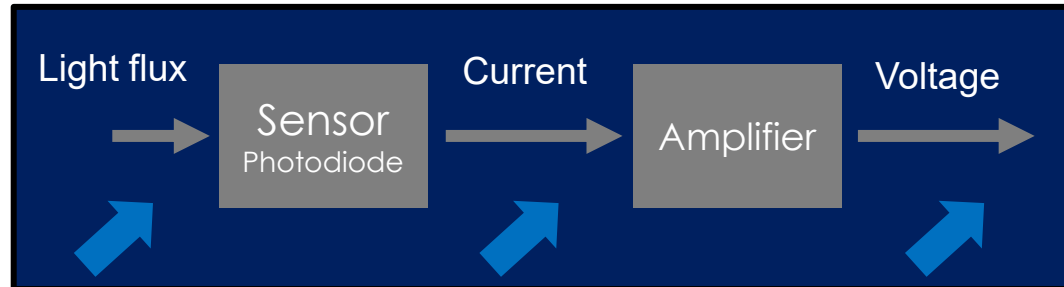 Light flux
Sensor
Photodiode
Current
Amplifier
Voltage